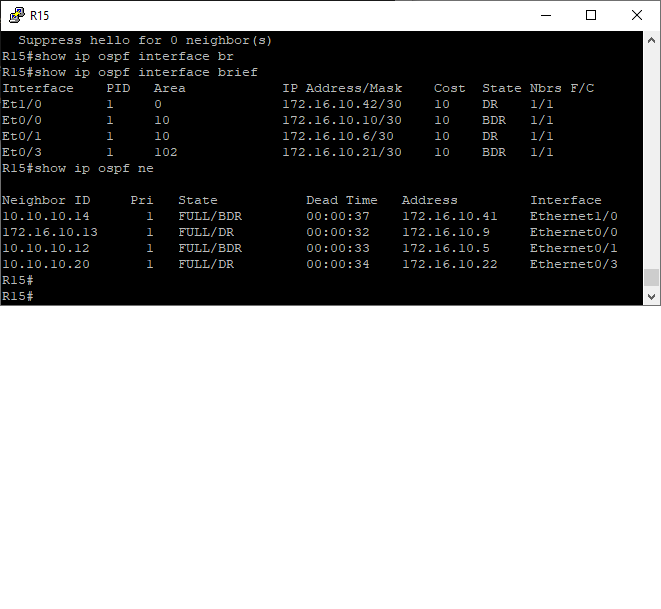 R15
Suppress hello for 0 neighbor(s)
R15#show ip ospf interface br
R15#show ip ospf interface brief
Interface    PID   Area            IP Address/Mask    Cost  State Nbrs F/C
Et1/0        1     0               172.16.10.42/30    10    DR    1/1
Et0/0        1     10              172.16.10.10/30    10    BDR   1/1
Et0/1        1     10              172.16.10.6/30     10    DR    1/1
Et0/3        1     102             172.16.10.21/30    10    BDR   1/1
R15#show ip ospf ne
Neighbor ID     Pri   State           Dead Time   Address         Interface
10.10.10.14       1   FULL/BDR        00:00:37    172.16.10.41    Ethernet1/0
172.16.10.13      1   FULL/DR         00:00:32    172.16.10.9     Ethernet0/0
10.10.10.12       1   FULL/BDR        00:00:33    172.16.10.5     Ethernet0/1
10.10.10.20       1   FULL/DR         00:00:34    172.16.10.22    Ethernet0/3
R15#
R15#